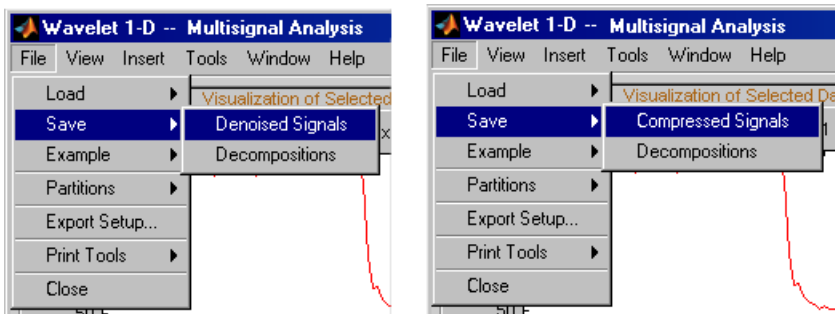 Wavelet 1-D -- Multisignal Analysis
File View Insert Tools Window Help
Load
Visualization of Selected
Save
Denoised Signals
Example
Decompositions
Partitions
Export Setup...
Print Tools
Close
Wavelet 1-D -- Multisignal Analysis
File View Insert Tools Window Help
Load
Visualization of Selected Da
Save
Compressed Signals
Example
Decompositions
Partitions
Export Setup...
Print Tools
Close